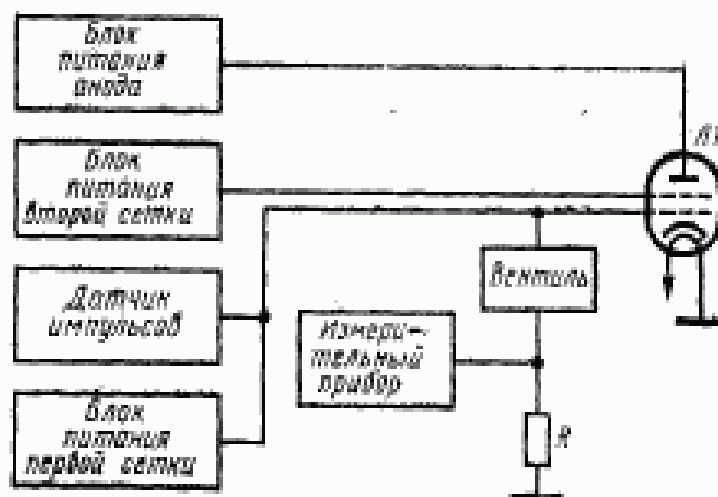 Блок
питания
анода
Блок
питания
второй сетки
Датчик
импульсов
Блок
питания
первой сетки
Вентиль
Измери-
тельный
прибор
R